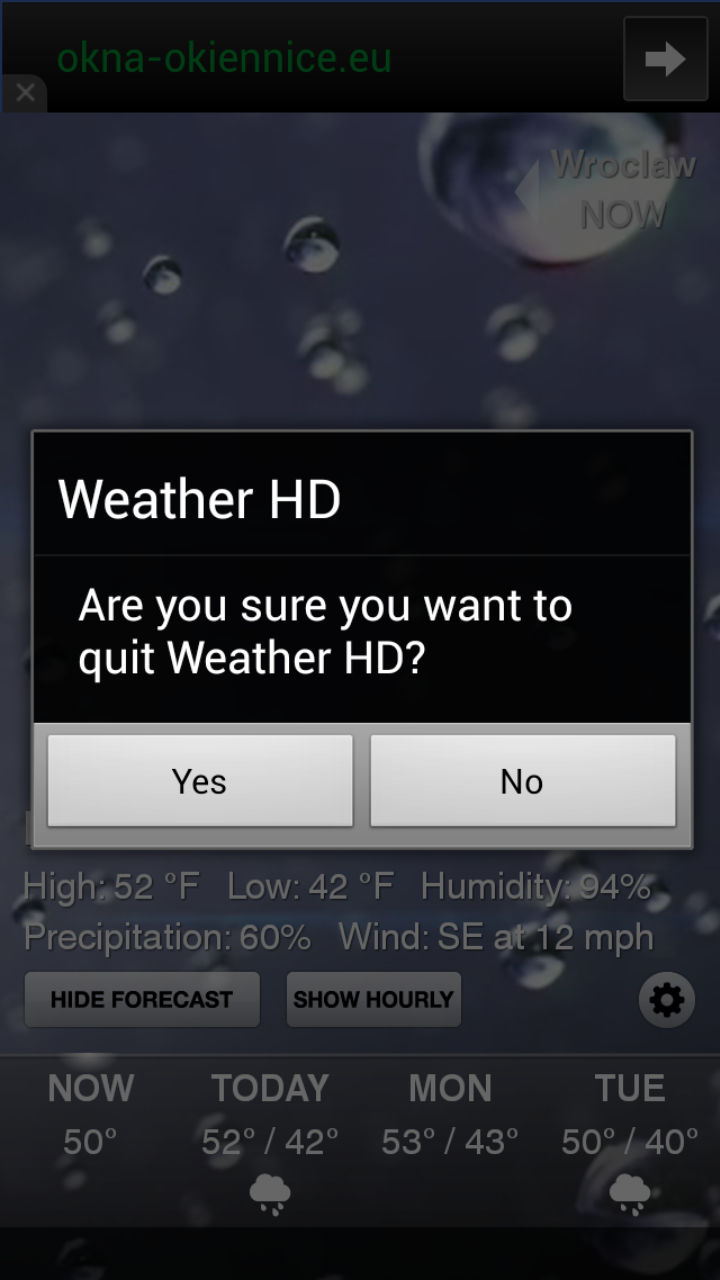 okna-okiennice.eu
Wroclaw
NOW
Weather HD
Are you sure you want to
quit Weather HD?
Yes No
High: 52 °F Low: 42 °F Humidity: 94%
Precipitation: 60% Wind: SE at 12 mph
HIDE FORECAST SHOW HOURLY
NOW TODAY MON TUE
50° 52° / 42° 53° / 43° 50° / 40°